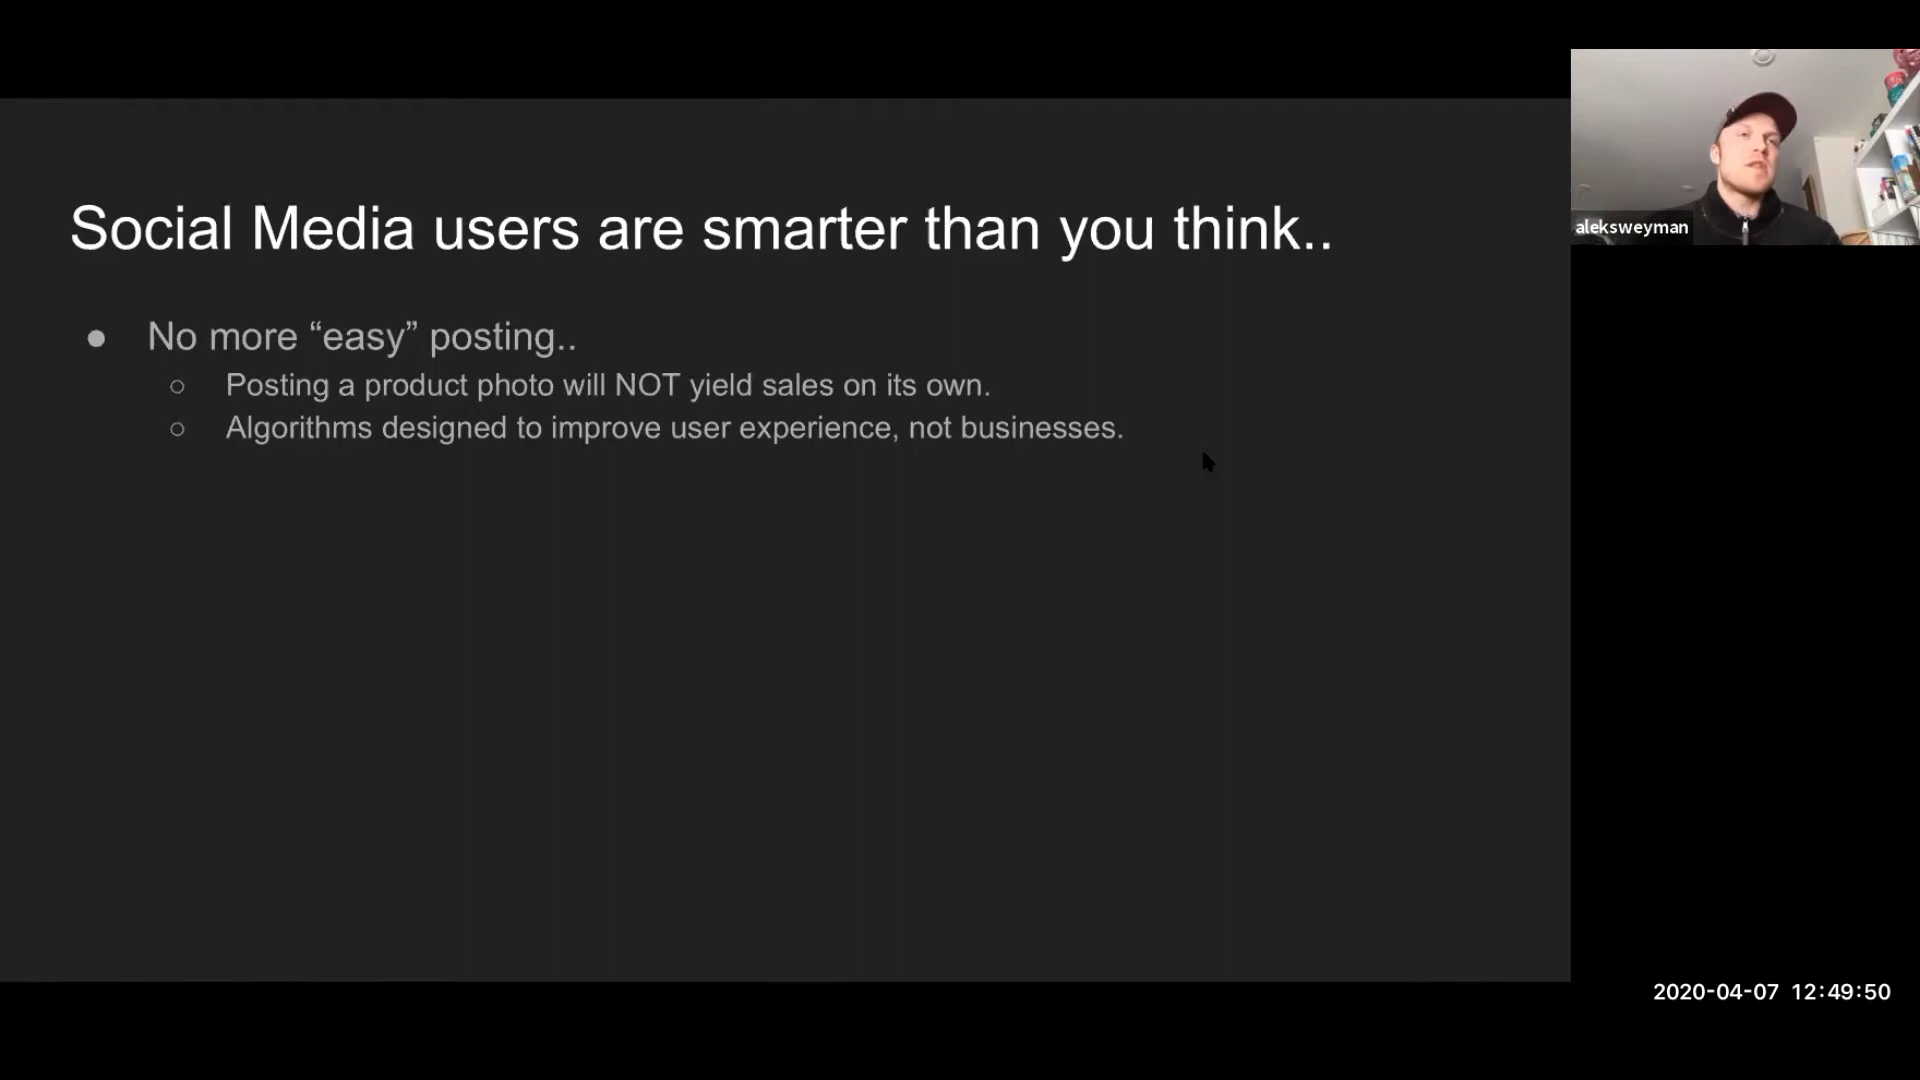 Social Media users are smarter than you think..
● No more “easy” posting..
○ Posting a product photo will NOT yield sales on its own.
○ Algorithms designed to improve user experience, not businesses.
aleksweyman
2020-04-07 12:49:50